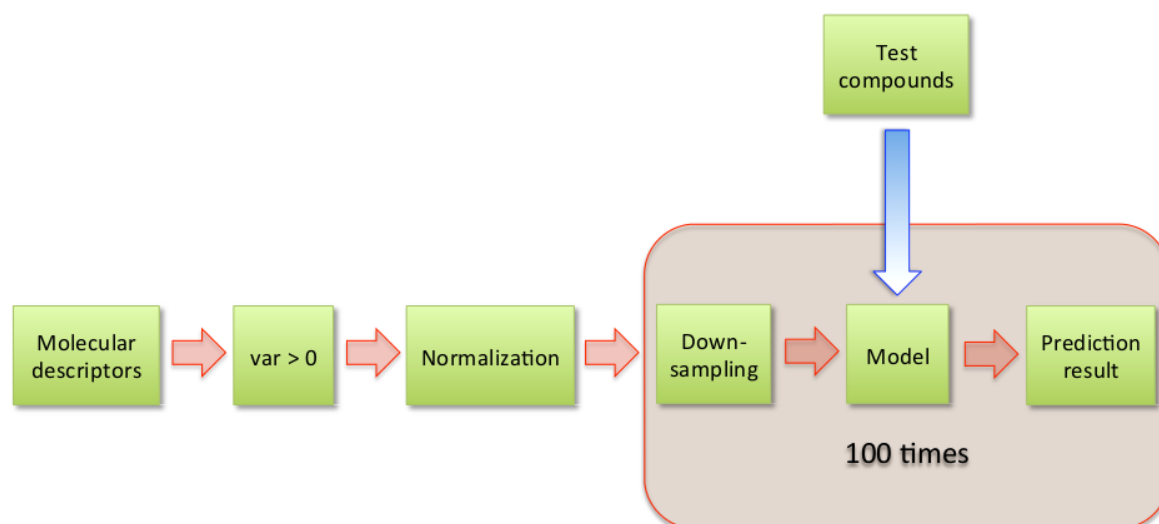 Test
compounds
Molecular
descriptors
var > 0
Normalization
Down-
sampling
Model
Prediction
result
100 times